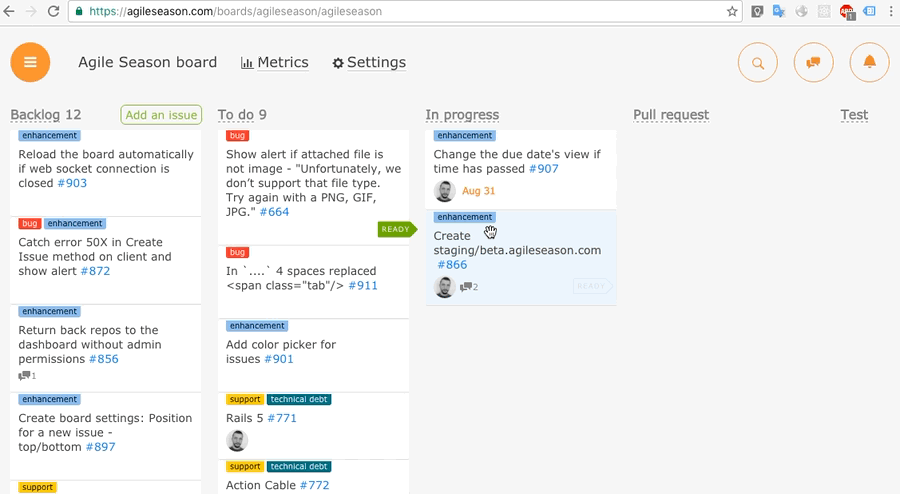 https://agileseason.com/boards/agileseason/agileseason
1
Agile Season board
Metrics
Settings
Backlog 12
Add an issue
To do 9
In progress
Pull request
Test
enhancement
Reload the board automatically
if web socket connection is
closed #903
bug enhancement
Catch error 50X in Create
Issue method on client and
show alert #872
enhancement
Return back repos to the
dashboard without admin
permissions #856
1
enhancement
Create board settings: Position
for a new issue -
top/bottom #897
support
bug
Show alert if attached file is
not image - "Unfortunately, we
don't support that file type.
Try again with a PNG, GIF,
JPG." #664
READY
bug
In `....` 4 spaces replaced
<span class="tab"/> #911
enhancement
Add color picker for
issues #901
support technical debt
Rails 5 #771
support technical debt
Action Cable #772
enhancement
Change the due date's view if
time has passed #907
Aug 31
enhancement
Create
staging/beta.agileseason.com
#866
2
READY